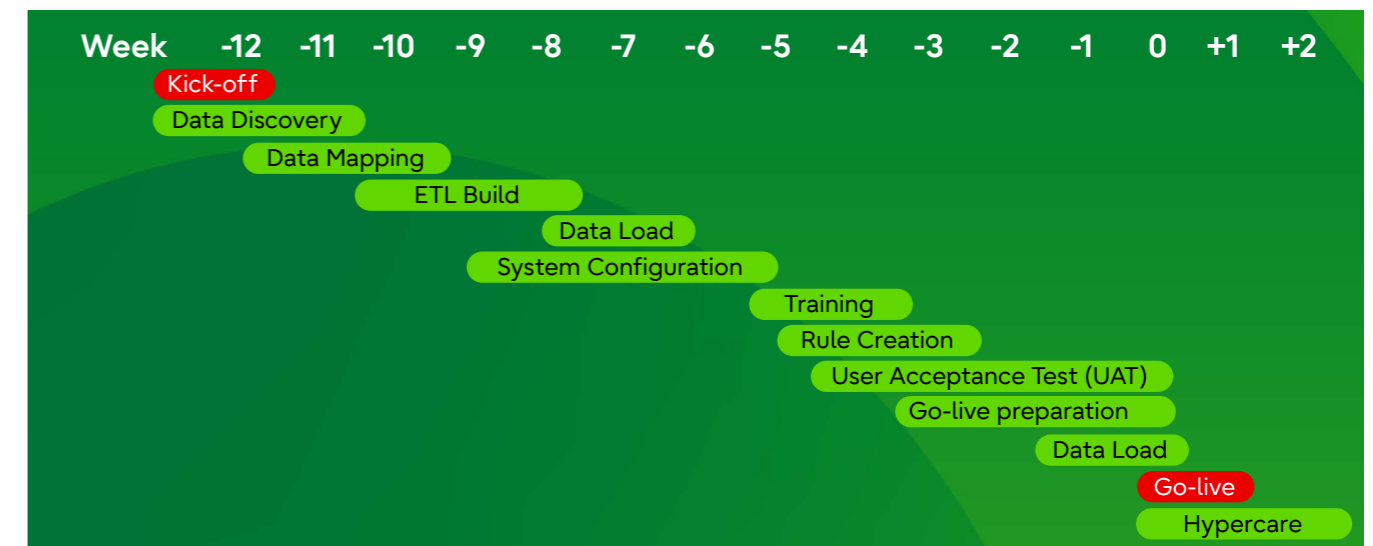 Week -12 -11 -10 -9 -8 -7 -6 -5 -4 -3 -2 -1 0 +1 +2
Kick-off
Data Discovery
Data Mapping
ETL Build
Data Load
System Configuration
Training
Rule Creation
User Acceptance Test (UAT)
Go-live preparation
Data Load
Go-live
Hypercare